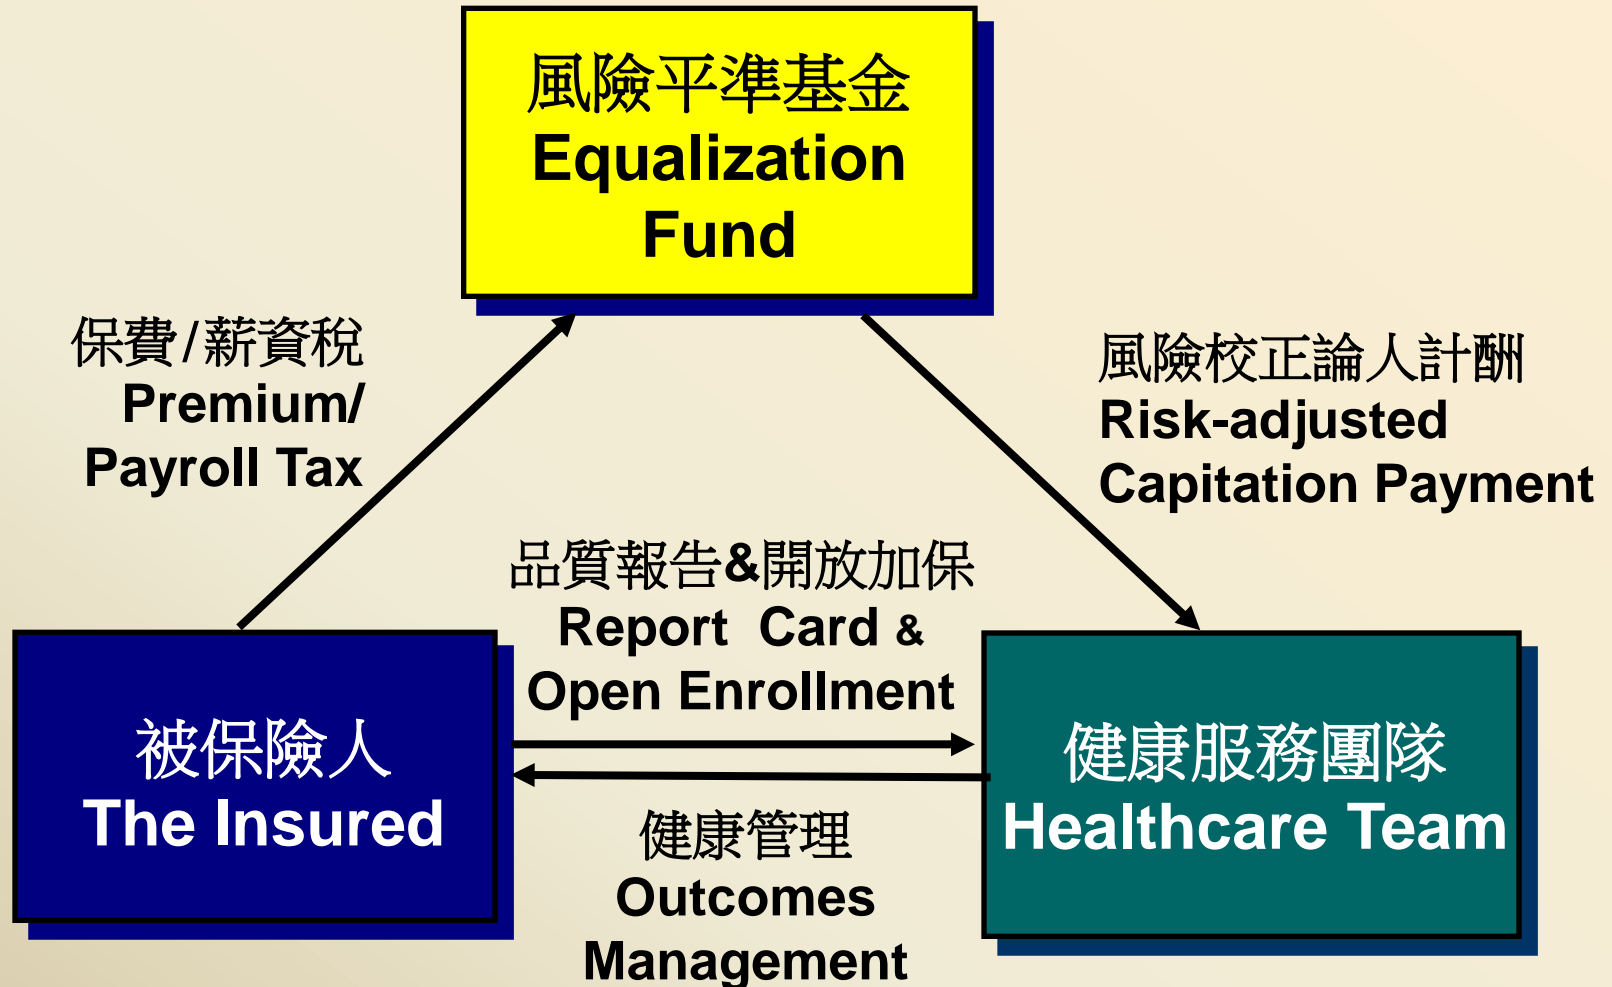 風險平準基金
Equalization
Fund
保費/薪資稅
Premium/
Payroll Tax
風險校正論人計酬
Risk-adjusted
Capitation Payment
品質報告&開放加保
Report Card &
Open Enrollment
被保險人
The Insured
健康服務團隊
Healthcare Team
健康管理
Outcomes
Management